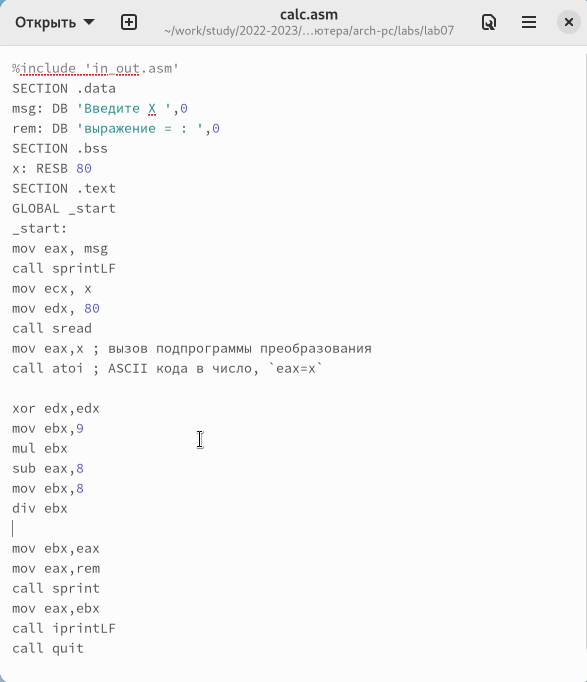 Открыть
calc.asm
~/work/study/2022-2023/...ютера/arch-pc/labs/lab07
%include 'in_out.asm'
SECTION .data
msg: DB 'Введите X ',0
rem: DB 'выражение = : ',0
SECTION .bss
x: RESB 80
SECTION .text
GLOBAL _start
_start:
mov eax, msg
call sprintLF
mov ecx, x
mov edx, 80
call sread
mov eax,x ; вызов подпрограммы преобразования
call atoi ; ASCII кода в число, `eax=x`
xor edx,edx
mov ebx,9
mul ebx
sub eax,8
mov ebx,8
div ebx
mov ebx,eax
mov eax,rem
call sprint
mov eax,ebx
call iprintLF
call quit